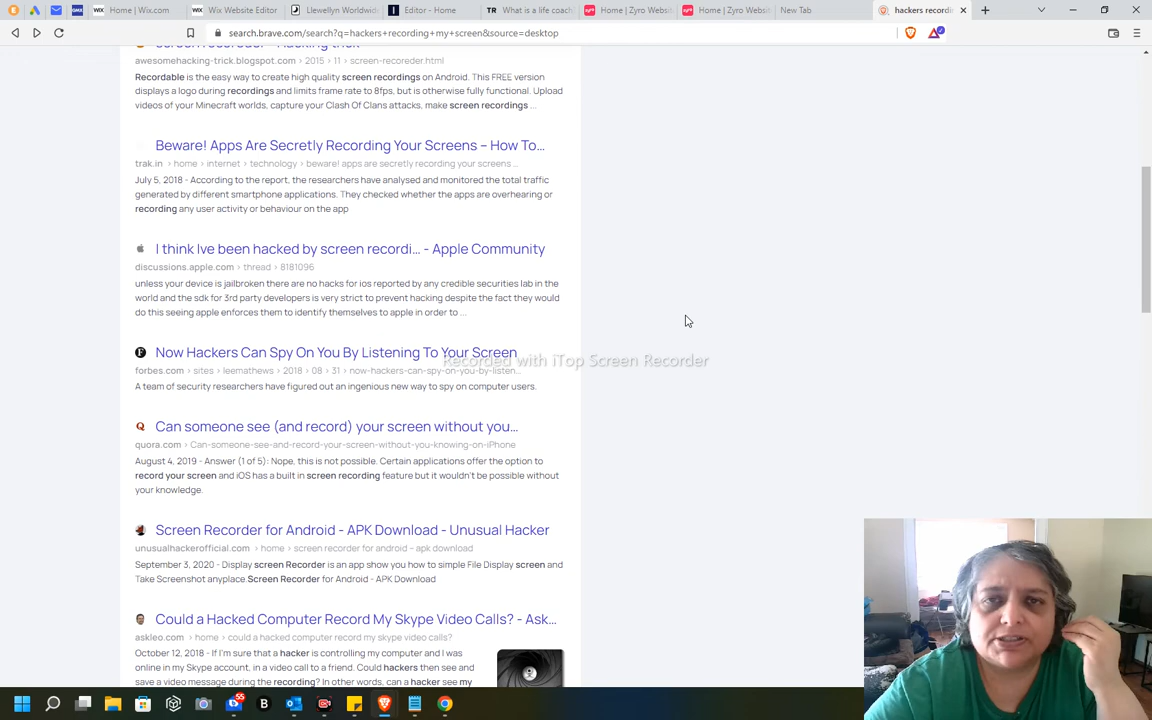 Home | Wix.com
Wix Website Editor
Llewellyn Worldwid
Editor - Home
TR What is a life coach
Home | Zyro Websi
Home | Zyro Websi
New Tab
hackers recordin
search.brave.com/search?q=hackers+recording+my+screen&source=desktop
Screen recorder - Hacking trick
awesomehacking-trick.blogspot.com › 2015 › 11 › screen-recoreder.html
Recordable is the easy way to create high quality screen recordings on Android. This FREE version
displays a logo during recordings and limits frame rate to 8fps, but is otherwise fully functional. Upload
videos of your Minecraft worlds, capture your Clash Of Clans attacks, make screen recordings ...
Beware! Apps Are Secretly Recording Your Screens – How To...
trak.in › home › internet › technology › beware! apps are secretly recording your screens ...
July 5, 2018 - According to the report, the researchers have analysed and monitored the total traffic
generated by different smartphone applications. They checked whether the apps are overhearing or
recording any user activity or behaviour on the app
I think Ive been hacked by screen recordi… - Apple Community
discussions.apple.com › thread › 8181096
unless your device is jailbroken there are no hacks for ios reported by any credible securities lab in the
world and the sdk for 3rd party developers is very strict to prevent hacking despite the fact they would
do this seeing apple enforces them to identify themselves to apple in order to ...
Now Hackers Can Spy On You By Listening To Your Screen
Recorded with iTop Screen Recorder
forbes.com › sites › leemathews › 2018 › 08 › 31 › now-hackers-can-spy-on-you-by-listen...
A team of security researchers have figured out an ingenious new way to spy on computer users.
Can someone see (and record) your screen without you...
quora.com › Can-someone-see-and-record-your-screen-without-you-knowing-on-iPhone
August 4, 2019 - Answer (1 of 5): Nope, this is not possible. Certain applications offer the option to
record your screen and iOS has a built in screen recording feature but it wouldn't be possible without
your knowledge.
Screen Recorder for Android - APK Download - Unusual Hacker
unusualhackerofficial.com › home › screen recorder for android – apk download
September 3, 2020 - Display screen Recorder is an app show you how to simple File Display screen and
Take Screenshot anyplace.Screen Recorder for Android - APK Download
Could a Hacked Computer Record My Skype Video Calls? - Ask...
askleo.com › home › could a hacked computer record my skype video calls?
October 12, 2018 - If I'm sure that a hacker is controlling my computer and I was
online in my Skype account, in a video call to a friend. Could hackers then see and
save a video message during the recording? In other words, can a hacker see my
55